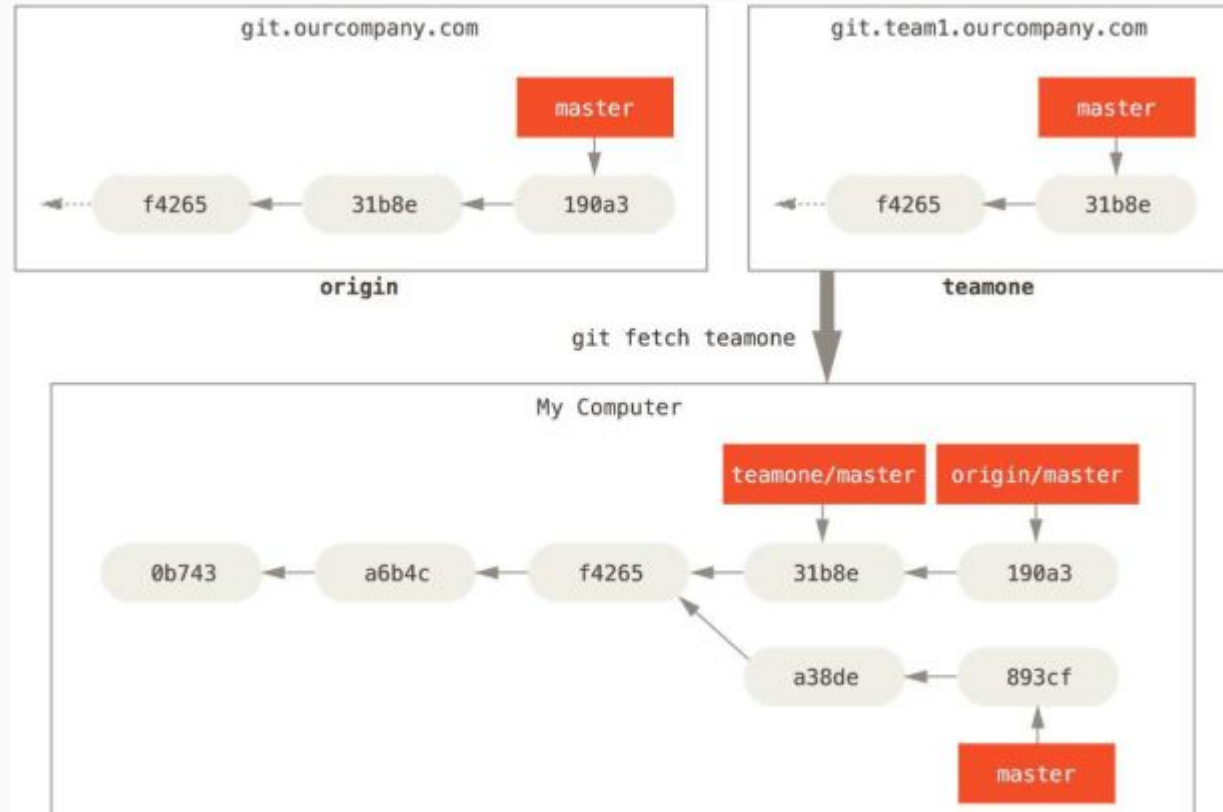 git.ourcompany.com
master
f4265 31b8e 190a3
origin
git.team1.ourcompany.com
master
f4265 31b8e
teamone
git fetch teamone
My Computer
teamone/master origin/master
0b743 a6b4c f4265 31b8e 190a3
a38de 893cf
master